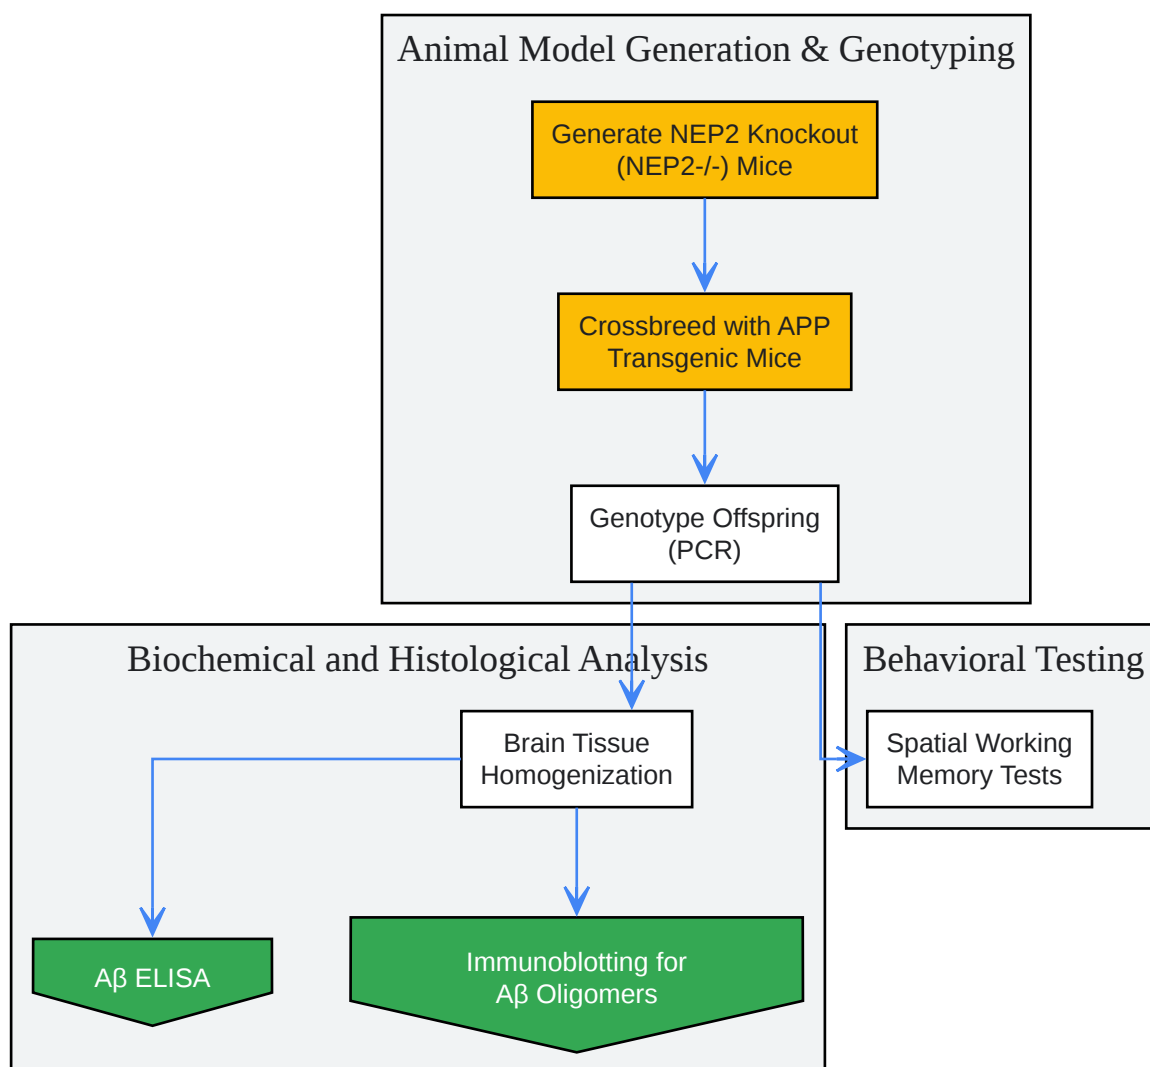 Animal Model Generation & Genotyping
Generate NEP2 Knockout
(NEP2-/-) Mice
Crossbreed with APP
Transgenic Mice
Genotype Offspring
(PCR)
Biochemical and Histological Analysis
Brain Tissue
Homogenization
Aβ ELISA
Immunoblotting for
Aβ Oligomers
Behavioral Testing
Spatial Working
Memory Tests